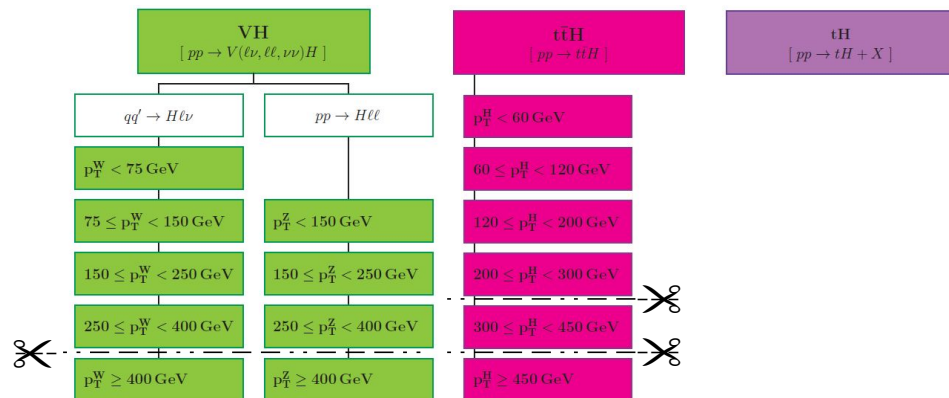 VH
[ pp → V(ℓν, ℓℓ, νν)H ]
tt̄H
[ pp → tt̄H ]
tH
[ pp → tH + X ]
qq′ → Hℓν
pp → Hℓℓ
p_T^H < 60 GeV
p_T^W < 75 GeV
60 ≤ p_T^H < 120 GeV
75 ≤ p_T^W < 150 GeV
p_T^Z < 150 GeV
120 ≤ p_T^H < 200 GeV
150 ≤ p_T^W < 250 GeV
150 ≤ p_T^Z < 250 GeV
200 ≤ p_T^H < 300 GeV
250 ≤ p_T^W < 400 GeV
250 ≤ p_T^Z < 400 GeV
300 ≤ p_T^H < 450 GeV
p_T^W ≥ 400 GeV
p_T^Z ≥ 400 GeV
p_T^H ≥ 450 GeV